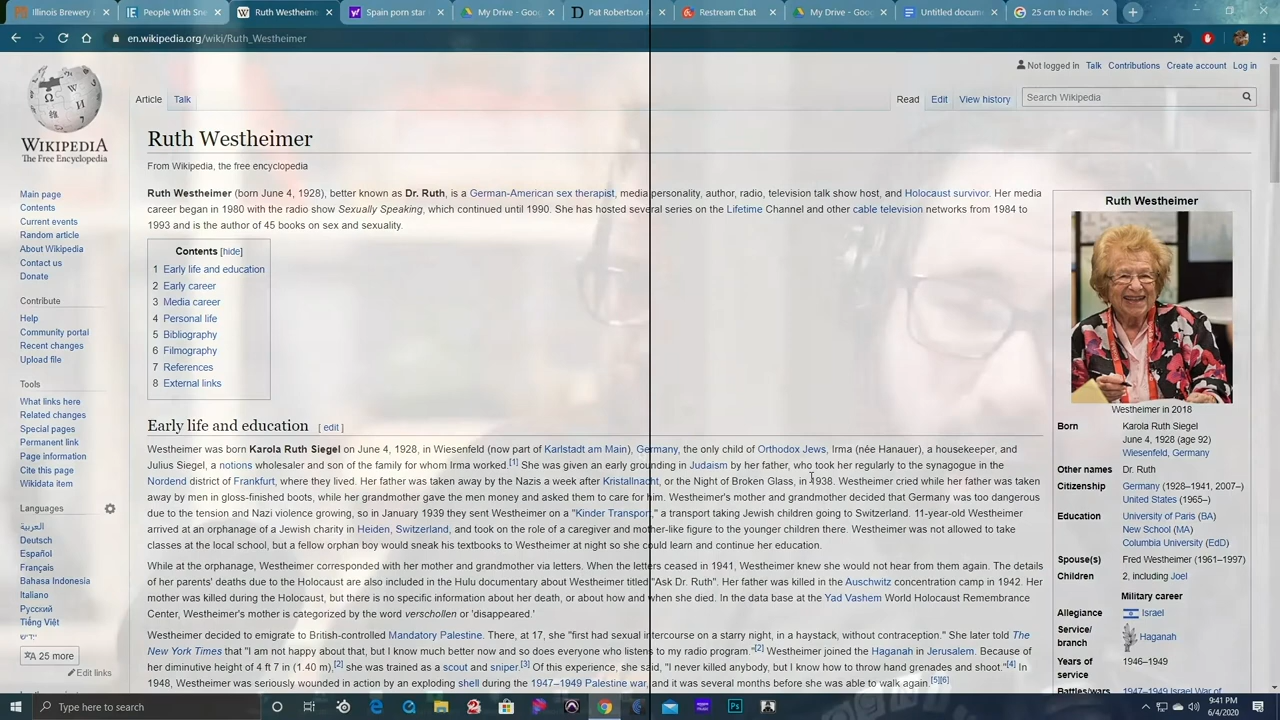 Illinois Brewery
People With Sne
Ruth Westheim
Spain porn star
My Drive - Goog
Pat Robertson
Restream Chat
My Drive - Goog
Untitled docum
25 cm to inches
en.wikipedia.org/wiki/Ruth_Westheimer
Not logged in Talk Contributions Create account Log in
Article Talk
Read Edit View history
Search Wikipedia
WIKIPEDIA
The Free Encyclopedia
Main page
Contents
Current events
Random article
About Wikipedia
Contact us
Donate
Contribute
Help
Community portal
Recent changes
Upload file
Tools
What links here
Related changes
Special pages
Permanent link
Page information
Cite this page
Wikidata item
Languages
العربية
Deutsch
Español
Français
Bahasa Indonesia
Italiano
Русский
Tiếng Việt
ייִדיש
25 more
Edit links
Ruth Westheimer
From Wikipedia, the free encyclopedia
Ruth Westheimer (born June 4, 1928), better known as Dr. Ruth, is a German-American sex therapist, media personality, author, radio, television talk show host, and Holocaust survivor. Her media
career began in 1980 with the radio show Sexually Speaking, which continued until 1990. She has hosted several series on the Lifetime Channel and other cable television networks from 1984 to
1993 and is the author of 45 books on sex and sexuality.
Contents [hide]
1 Early life and education
2 Early career
3 Media career
4 Personal life
5 Bibliography
6 Filmography
7 References
8 External links
Early life and education [ edit ]
Westheimer was born Karola Ruth Siegel on June 4, 1928, in Wiesenfeld (now part of Karlstadt am Main), Germany, the only child of Orthodox Jews, Irma (née Hanauer), a housekeeper, and
Julius Siegel, a notions wholesaler and son of the family for whom Irma worked.[1] She was given an early grounding in Judaism by her father, who took her regularly to the synagogue in the
Nordend district of Frankfurt, where they lived. Her father was taken away by the Nazis a week after Kristallnacht, or the Night of Broken Glass, in 1938. Westheimer cried while her father was taken
away by men in gloss-finished boots, while her grandmother gave the men money and asked them to care for him. Westheimer's mother and grandmother decided that Germany was too dangerous
due to the tension and Nazi violence growing, so in January 1939 they sent Westheimer on a "Kinder Transport," a transport taking Jewish children going to Switzerland. 11-year-old Westheimer
arrived at an orphanage of a Jewish charity in Heiden, Switzerland, and took on the role of a caregiver and mother-like figure to the younger children there. Westheimer was not allowed to take
classes at the local school, but a fellow orphan boy would sneak his textbooks to Westheimer at night so she could learn and continue her education.
While at the orphanage, Westheimer corresponded with her mother and grandmother via letters. When the letters ceased in 1941, Westheimer knew she would not hear from them again. The details
of her parents' deaths due to the Holocaust are also included in the Hulu documentary about Westheimer titled "Ask Dr. Ruth". Her father was killed in the Auschwitz concentration camp in 1942. Her
mother was killed during the Holocaust, but there is no specific information about her death, or about how and when she died. In the data base at the Yad Vashem World Holocaust Remembrance
Center, Westheimer's mother is categorized by the word verschollen or 'disappeared.'
Westheimer decided to emigrate to British-controlled Mandatory Palestine. There, at 17, she "first had sexual intercourse on a starry night, in a haystack, without contraception." She later told The
New York Times that "I am not happy about that, but I know much better now and so does everyone who listens to my radio program."[2] Westheimer joined the Haganah in Jerusalem. Because of
her diminutive height of 4 ft 7 in (1.40 m),[2] she was trained as a scout and sniper.[3] Of this experience, she said, "I never killed anybody, but I know how to throw hand grenades and shoot."[4] In
1948, Westheimer was seriously wounded in action by an exploding shell during the 1947–1949 Palestine war, and it was several months before she was able to walk again.[5][6]
Ruth Westheimer
Westheimer in 2018
Born Karola Ruth Siegel
June 4, 1928 (age 92)
Wiesenfeld, Germany
Other names Dr. Ruth
Citizenship Germany (1928–1941, 2007–)
United States (1965–)
Education University of Paris (BA)
New School (MA)
Columbia University (EdD)
Spouse(s) Fred Westheimer (1961–1997)
Children 2, including Joel
Military career
Allegiance Israel
Service/
branch Haganah
Years of
service 1946–1949
Battles/wars 1947–1949 Israel War of
Type here to search
9:41 PM
6/4/2020